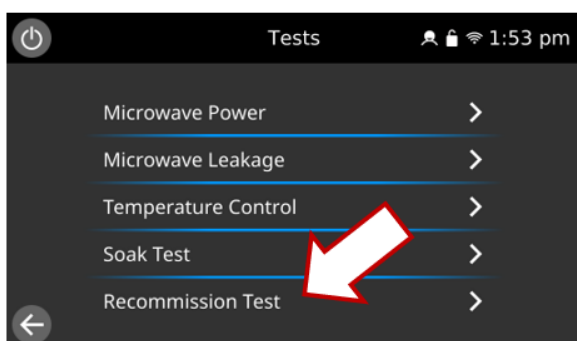 Tests
1:53 pm
Microwave Power
Microwave Leakage
Temperature Control
Soak Test
Recommission Test